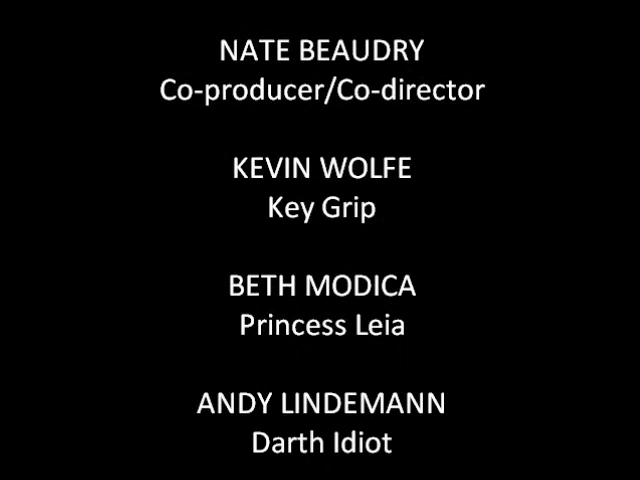 NATE BEAUDRY
Co-producer/Co-director
KEVIN WOLFE
Key Grip
BETH MODICA
Princess Leia
ANDY LINDEMANN
Darth Idiot